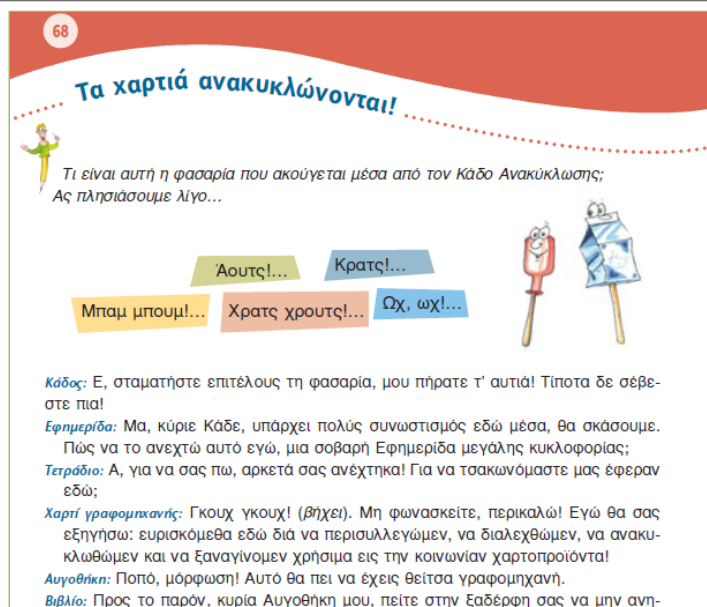 68
Τα χαρτιά ανακυκλώνονται!
Τι είναι αυτή η φασαρία που ακούγεται μέσα από τον Κάδο Ανακύκλωσης;
Ας πλησιάσουμε λίγο...
Άουτς!...
Κρατς!...
Μπαμ μπουμ!...
Χρατς χρουτς!...
Ωχ, ωχ!...
Κάδος: Ε, σταματήστε επιτέλους τη φασαρία, μου πήρατε τ' αυτιά! Τίποτα δε σέβε-
στε πια!
Εφημερίδα: Μα, κύριε Κάδε, υπάρχει πολύς συνωστισμός εδώ μέσα, θα σκάσουμε.
Πώς να το ανεχτώ αυτό εγώ, μια σοβαρή Εφημερίδα μεγάλης κυκλοφορίας;
Τετράδιο: Α, για να σας πω, αρκετά σας ανέχτηκα! Για να τσακωνόμαστε μας έφεραν
εδώ;
Χαρτί γραφομηχανής: Γκουχ γκουχ! (βήχει). Μη φωνασκείτε, περικαλώ! Εγώ θα σας
εξηγήσω: ευρισκόμεθα εδώ διά να περισυλλεγώμεν, να διαλεχθώμεν, να ανακυ-
κλωθώμεν και να ξαναγίνομεν χρήσιμα εις την κοινωνίαν χαρτοπροϊόντα!
Αυγοθήκη: Ποπό, μόρφωση! Αυτό θα πει να έχεις θείτσα γραφομηχανή.
Βιβλίο: Προς το παρόν, κυρία Αυγοθήκη μου, πείτε στην ξαδέρφη σας να μην ανη-